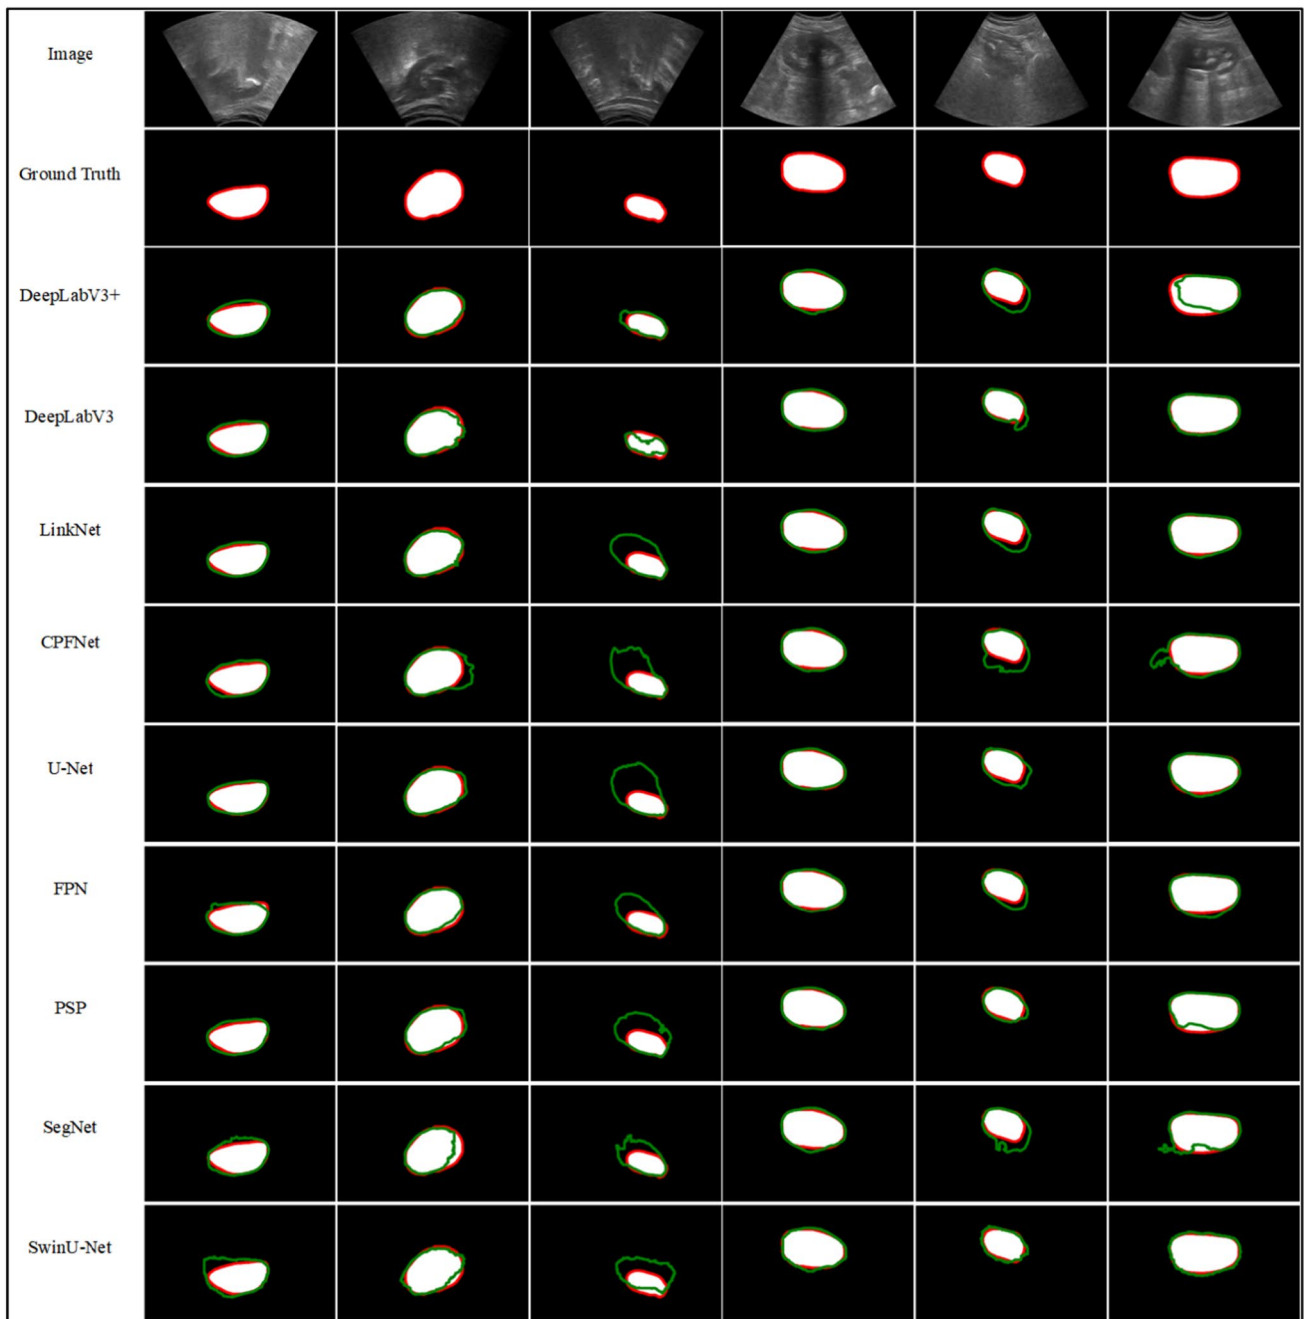 Image
Ground Truth
DeepLabV3+
DeepLabV3
LinkNet
CPFNet
U-Net
FPN
PSP
SegNet
SwinU-Net